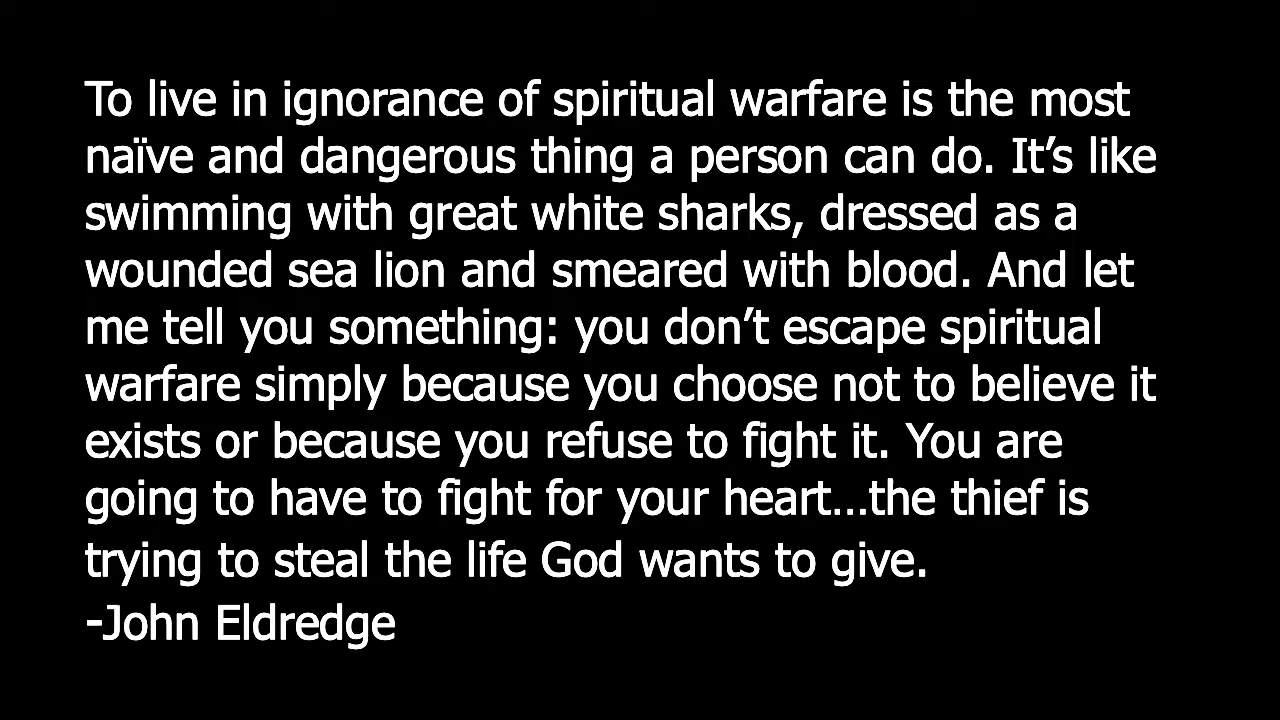 To live in ignorance of spiritual warfare is the most
naïve and dangerous thing a person can do. It’s like
swimming with great white sharks, dressed as a
wounded sea lion and smeared with blood. And let
me tell you something: you don’t escape spiritual
warfare simply because you choose not to believe it
exists or because you refuse to fight it. You are
going to have to fight for your heart…the thief is
trying to steal the life God wants to give.
-John Eldredge